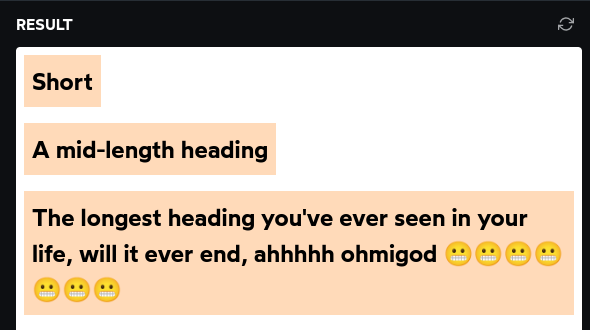 RESULT
Short
A mid-length heading
The longest heading you've ever seen in your
life, will it ever end, ahhhhh ohmigod 😬😬😬😬
😬😬😬